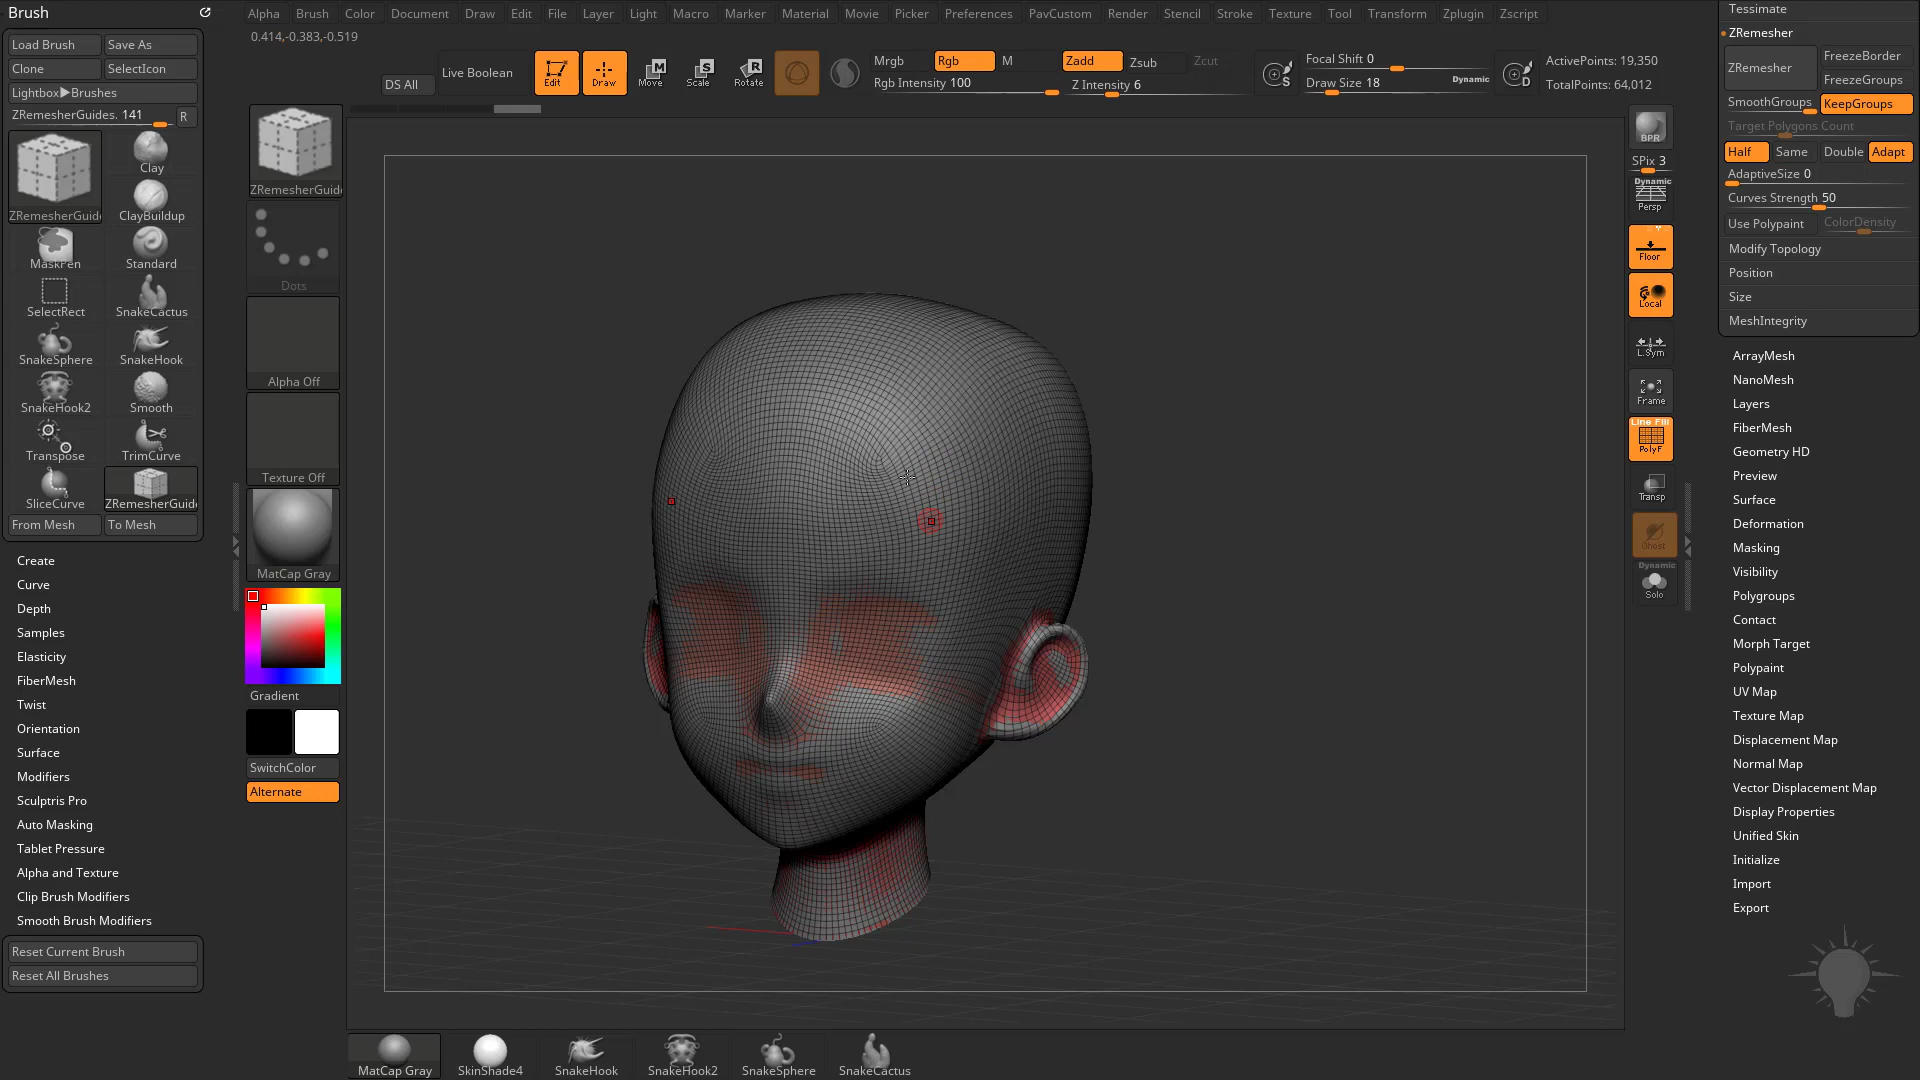 Brush
Load Brush
Save As
Clone
SelectIcon
Lightbox▶Brushes
ZRemesherGuides. 141
R
ZRemesherGuid
Clay
ClayBuildup
MaskPen
Standard
SelectRect
SnakeCactus
SnakeSphere
SnakeHook
SnakeHook2
Smooth
Transpose
TrimCurve
SliceCurve
ZRemesherGuid
From Mesh
To Mesh
Create
Curve
Depth
Samples
Elasticity
FiberMesh
Twist
Orientation
Surface
Modifiers
Sculptris Pro
Auto Masking
Tablet Pressure
Alpha and Texture
Clip Brush Modifiers
Smooth Brush Modifiers
Reset Current Brush
Reset All Brushes
Alpha Brush Color Document Draw Edit File Layer Light Macro Marker Material Movie Picker Preferences PavCustom Render Stencil Stroke Texture Tool Transform Zplugin Zscript
0.414,-0.383,-0.519
DS All
Live Boolean
Edit
Draw
Move
Scale
Rotate
Mrgb
Rgb
M
Rgb Intensity 100
Zadd
Zsub
Zcut
Z Intensity 6
S
Focal Shift 0
Draw Size 18
Dynamic
D
ActivePoints: 19,350
TotalPoints: 64,012
ZRemesherGuid
Dots
Alpha Off
Texture Off
MatCap Gray
Gradient
SwitchColor
Alternate
BPR
SPix 3
Dynamic
Persp
Floor
Local
L.Sym
Frame
Line Fill
PolyF
Transp
Ghost
Dynamic
Solo
Tessimate
ZRemesher
ZRemesher
FreezeBorder
FreezeGroups
SmoothGroups
KeepGroups
Target Polygons Count
Half
Same
Double
Adapt
AdaptiveSize 0
Curves Strength 50
Use Polypaint
ColorDensity
Modify Topology
Position
Size
MeshIntegrity
ArrayMesh
NanoMesh
Layers
FiberMesh
Geometry HD
Preview
Surface
Deformation
Masking
Visibility
Polygroups
Contact
Morph Target
Polypaint
UV Map
Texture Map
Displacement Map
Normal Map
Vector Displacement Map
Display Properties
Unified Skin
Initialize
Import
Export
MatCap Gray
SkinShade4
SnakeHook
SnakeHook2
SnakeSphere
SnakeCactus